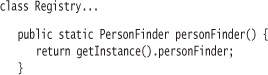 class Registry...
public static PersonFinder personFinder() {
return getInstance().personFinder;
}